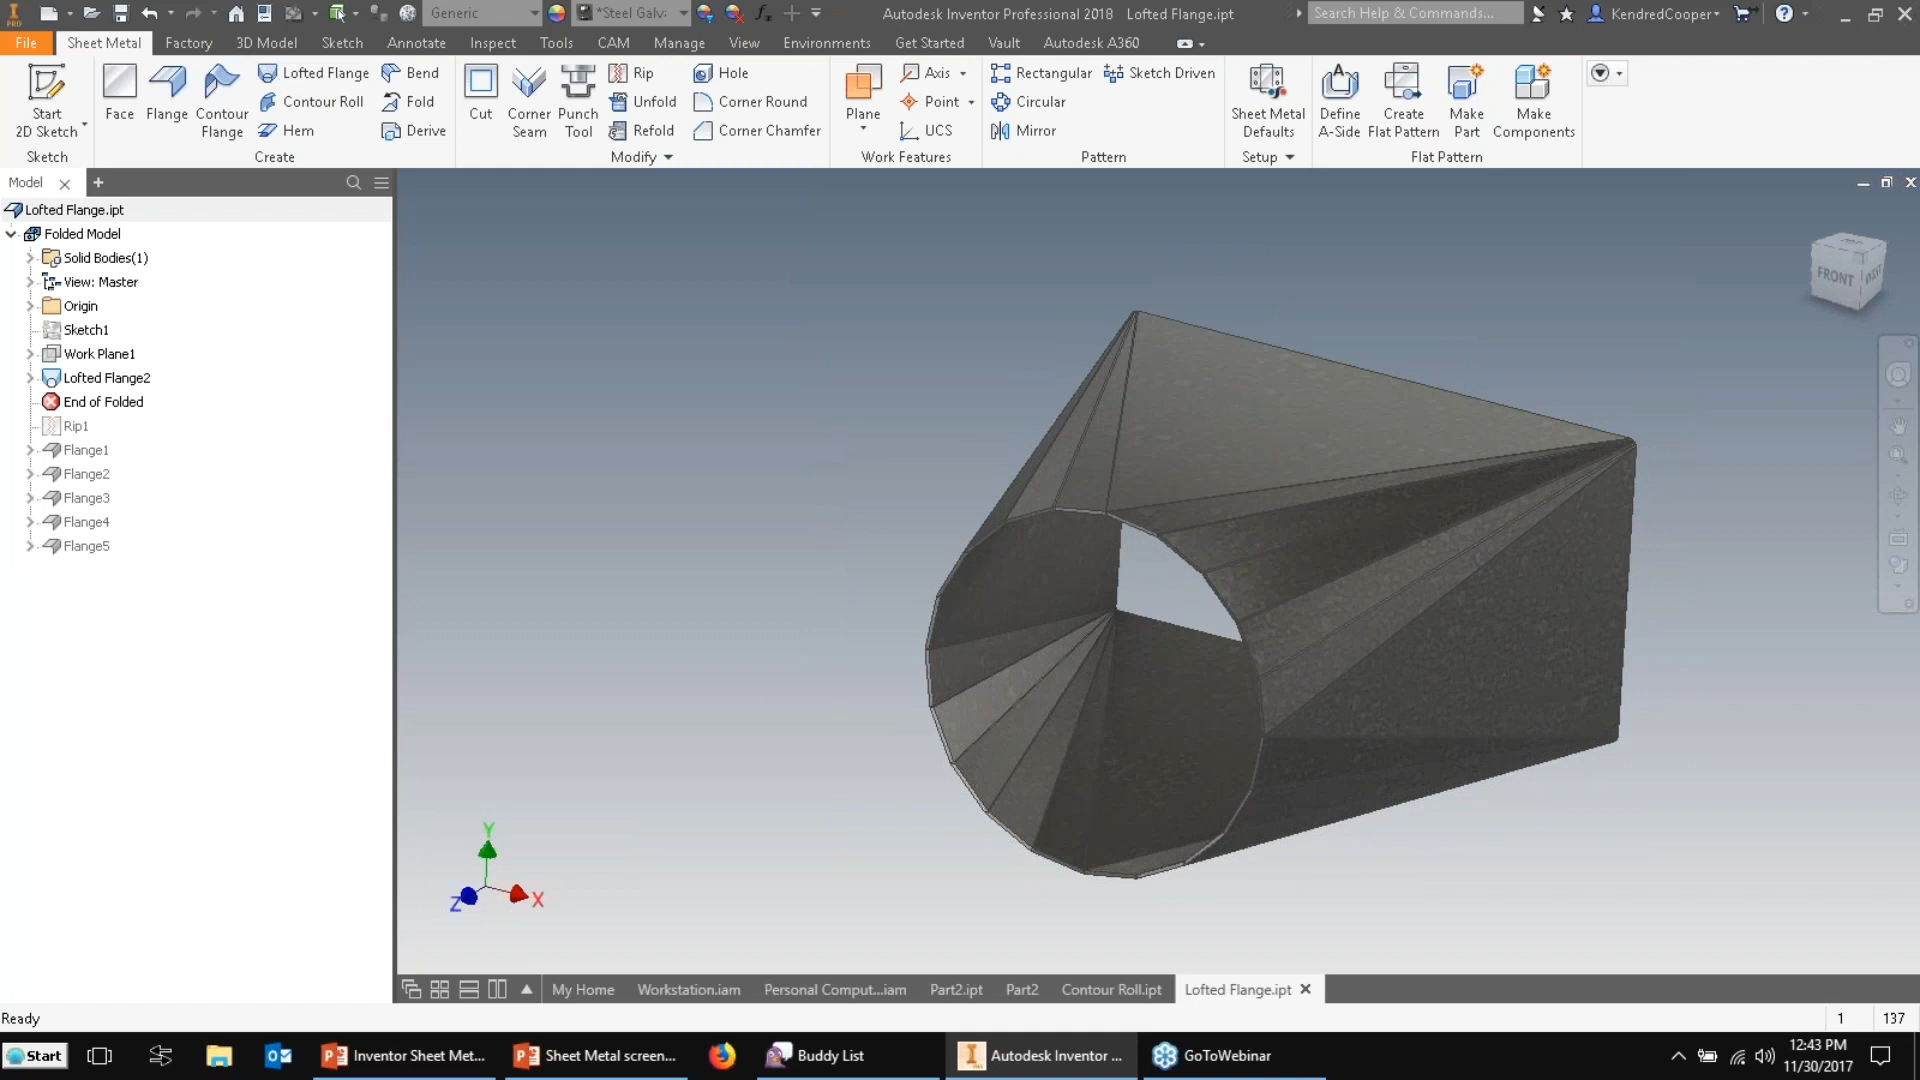 Generic
*Steel Galv
Autodesk Inventor Professional 2018 Lofted Flange.ipt
Search Help & Commands...
KendredCooper
File
Sheet Metal
Factory
3D Model
Sketch
Annotate
Inspect
Tools
CAM
Manage
View
Environments
Get Started
Vault
Autodesk A360
Start
2D Sketch
Sketch
Face
Flange
Contour
Flange
Lofted Flange
Contour Roll
Hem
Bend
Fold
Derive
Create
Cut
Corner
Seam
Punch
Tool
Rip
Unfold
Refold
Hole
Corner Round
Corner Chamfer
Modify
Plane
Axis
Point
UCS
Work Features
Rectangular
Circular
Mirror
Sketch Driven
Pattern
Sheet Metal
Defaults
Setup
Define
A-Side
Create
Flat Pattern
Make
Part
Make
Components
Flat Pattern
Model
Lofted Flange.ipt
Folded Model
Solid Bodies(1)
View: Master
Origin
Sketch1
Work Plane1
Lofted Flange2
End of Folded
Rip1
Flange1
Flange2
Flange3
Flange4
Flange5
FRONT
Y
Z
X
My Home
Workstation.iam
Personal Comput...iam
Part2.ipt
Part2
Contour Roll.ipt
Lofted Flange.ipt
Ready
1
137
Start
Inventor Sheet Met...
Sheet Metal screen...
Buddy List
Autodesk Inventor ...
GoToWebinar
12:43 PM
11/30/2017